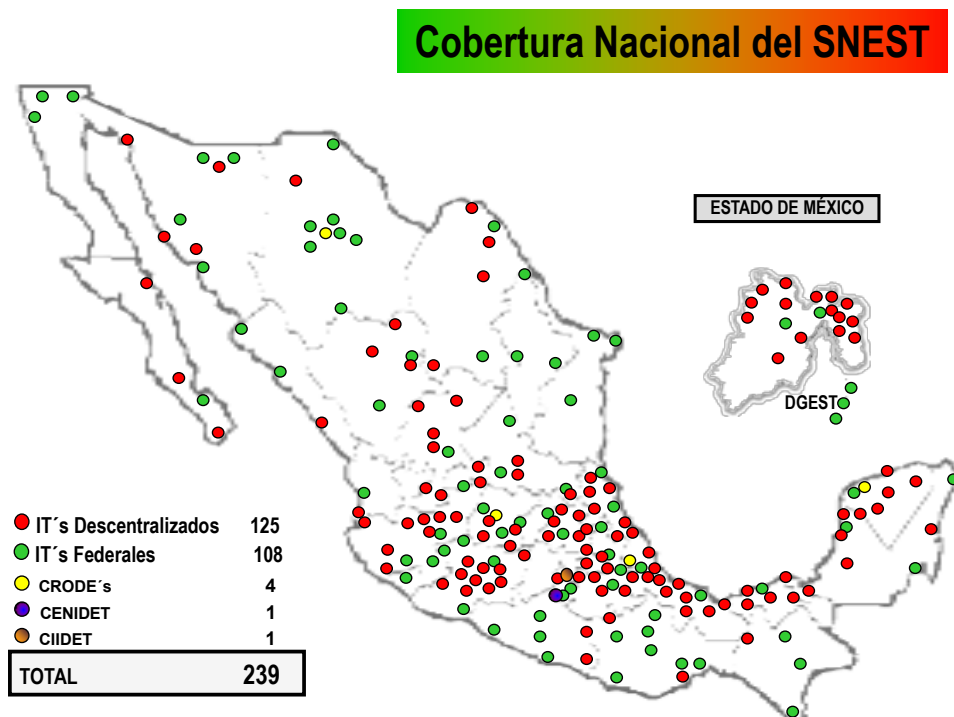 Cobertura Nacional del SNEST
ESTADO DE MÉXICO
DGEST
IT´s Descentralizados 125
IT´s Federales 108
CRODE´s 4
CENIDET 1
CIIDET 1
TOTAL 239